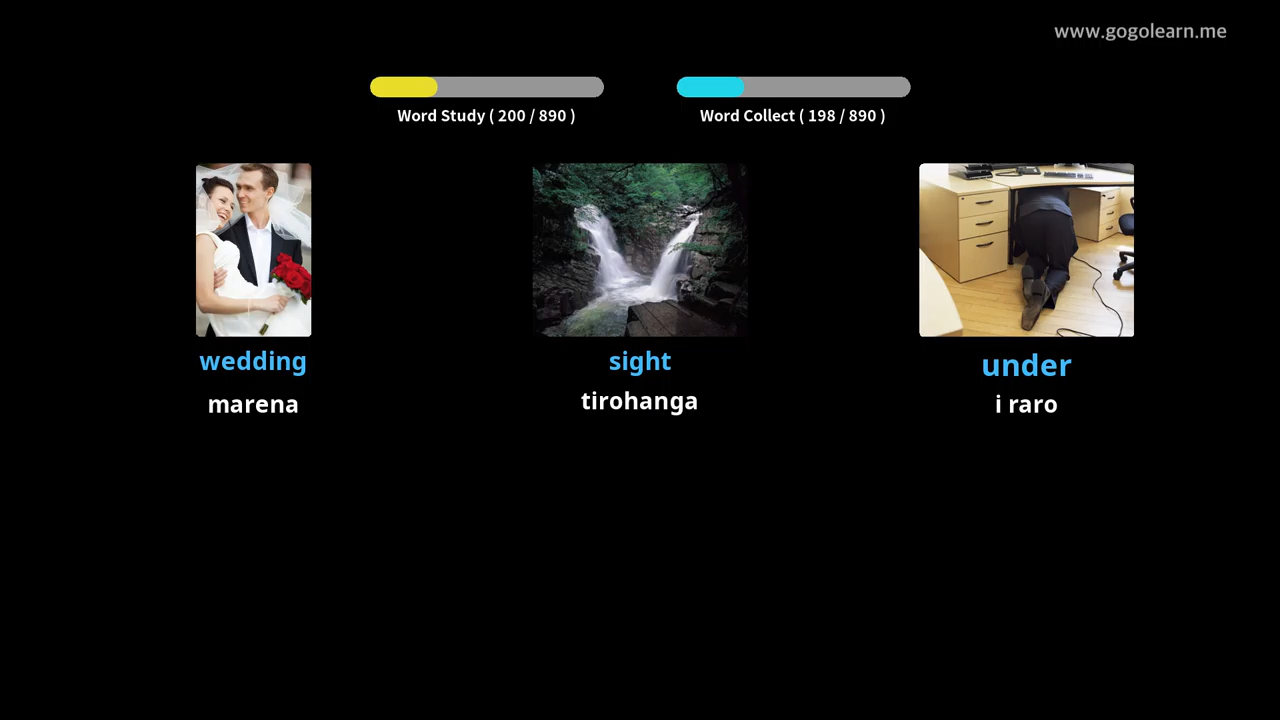 www.gogolearn.me
Word Study ( 200 / 890 )
Word Collect ( 198 / 890 )
wedding
marena
sight
tirohanga
under
i raro